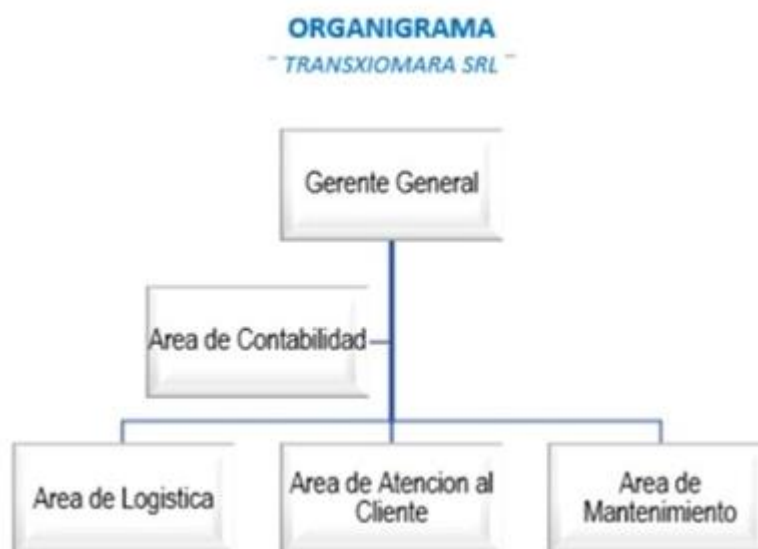 ORGANIGRAMA
¨ TRANSXIOMARA SRL ¨
Gerente General
Area de Contabilidad
Area de Logistica
Area de Atencion al
Cliente
Area de
Mantenimiento